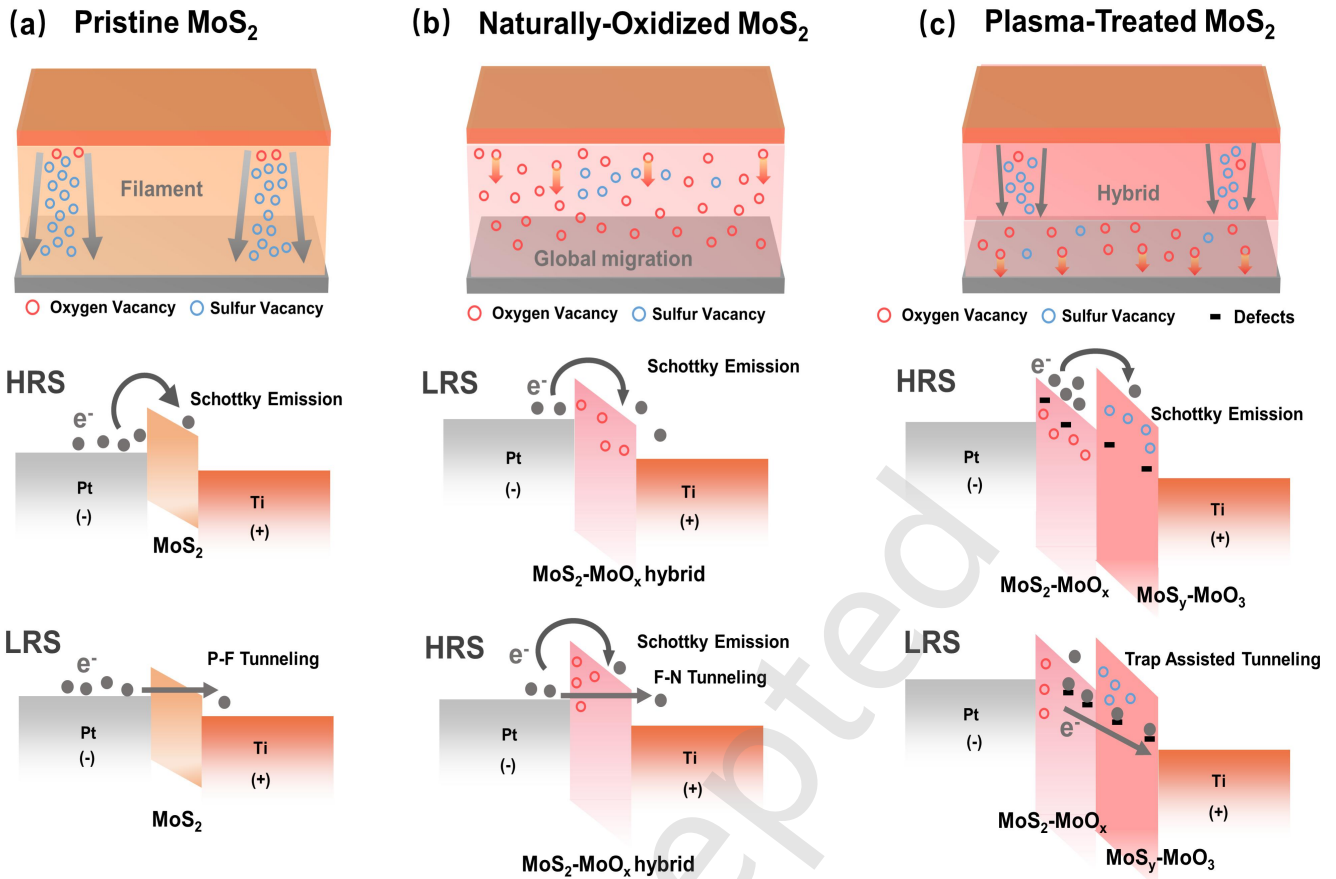 (a) Pristine MoS₂
Filament
Oxygen Vacancy Sulfur Vacancy
HRS
e⁻
Schottky Emission
Pt
(-)
Ti
(+)
MoS₂
LRS
e⁻
P-F Tunneling
Pt
(-)
Ti
(+)
MoS₂
(b) Naturally-Oxidized MoS₂
Global migration
Oxygen Vacancy Sulfur Vacancy
LRS
e⁻
Schottky Emission
Pt
(-)
Ti
(+)
MoS₂-MoOₓ hybrid
HRS
e⁻
Schottky Emission
F-N Tunneling
Pt
(-)
Ti
(+)
MoS₂-MoOₓ hybrid
(c) Plasma-Treated MoS₂
Hybrid
Oxygen Vacancy Sulfur Vacancy Defects
HRS
e⁻
Schottky Emission
Pt
(-)
Ti
(+)
MoS₂-MoOₓ
MoSy-MoO₃
LRS
Trap Assisted Tunneling
e⁻
Pt
(-)
Ti
(+)
MoS₂-MoOₓ
MoSy-MoO₃
epted